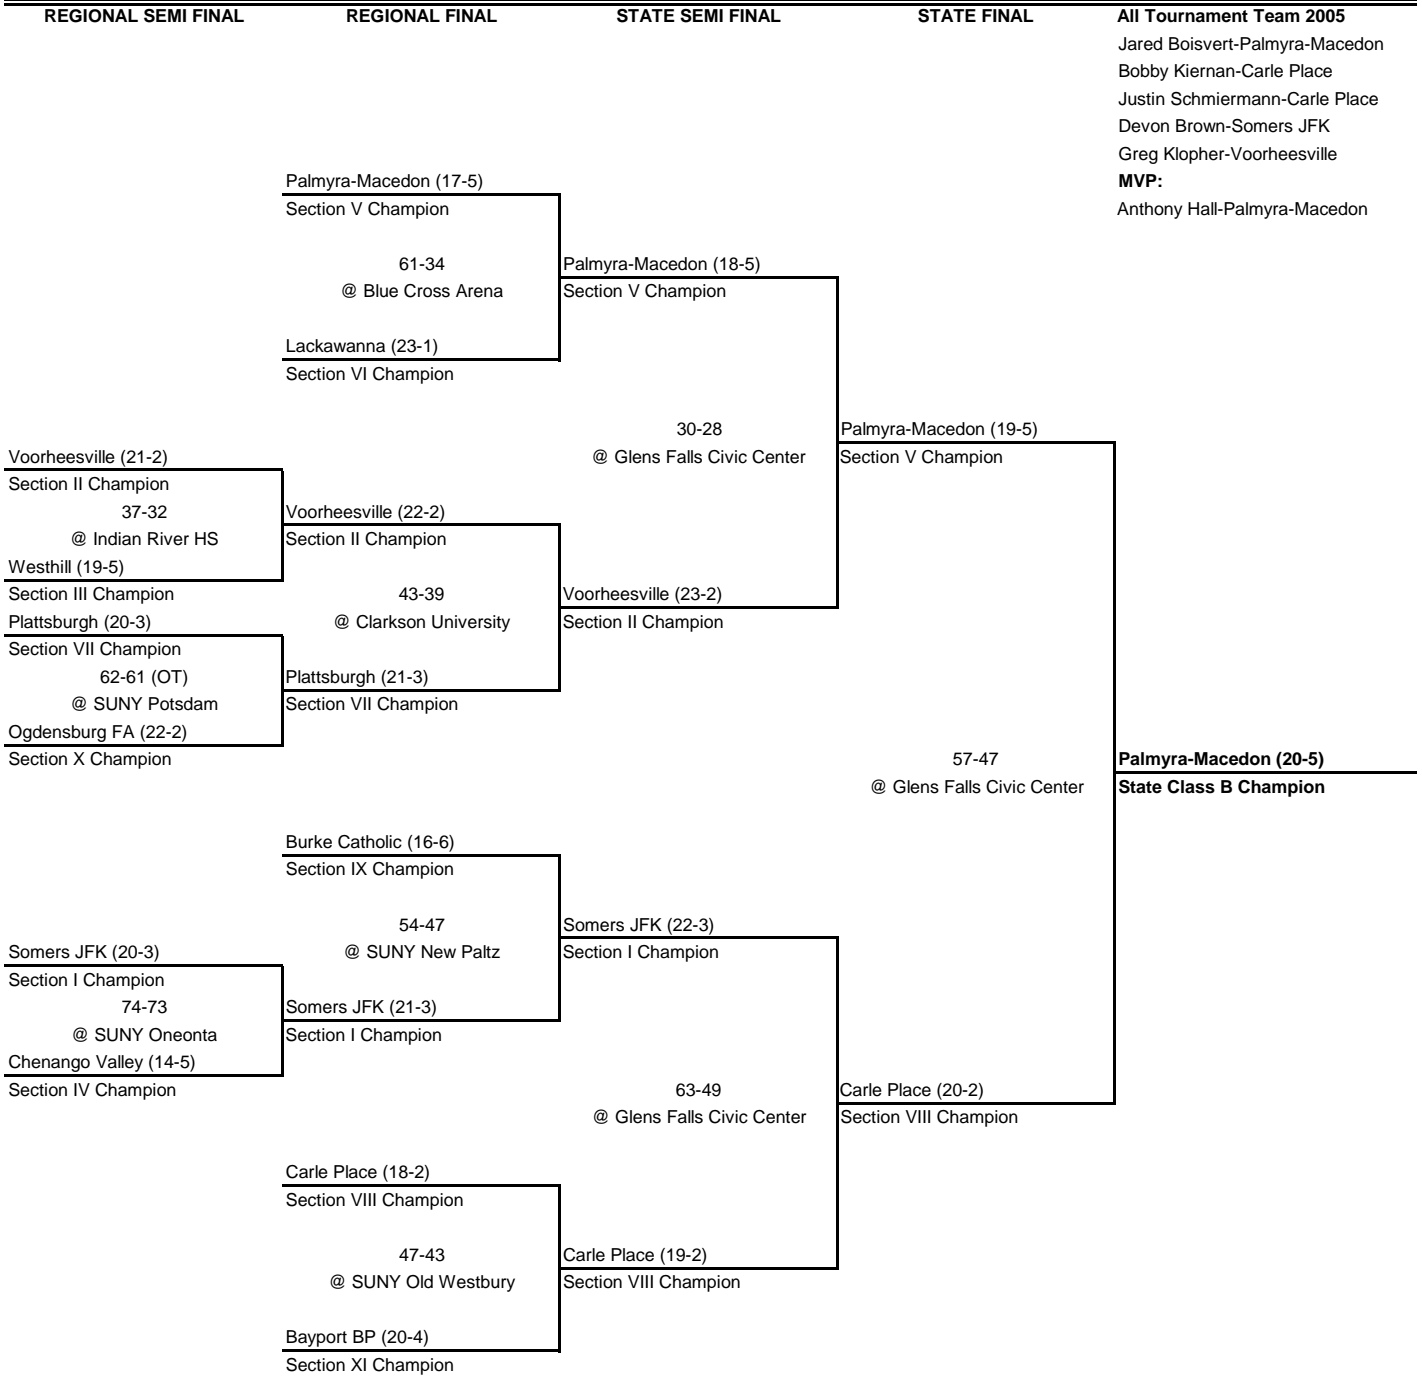 REGIONAL SEMI FINAL REGIONAL FINAL STATE SEMI FINAL STATE FINAL All Tournament Team 2005
Jared Boisvert-Palmyra-Macedon
Bobby Kiernan-Carle Place
Justin Schmiermann-Carle Place
Devon Brown-Somers JFK
Greg Klopher-Voorheesville
Palmyra-Macedon (17-5) MVP:
Section V Champion Anthony Hall-Palmyra-Macedon
61-34 Palmyra-Macedon (18-5)
@ Blue Cross Arena Section V Champion
Lackawanna (23-1)
Section VI Champion
30-28 Palmyra-Macedon (19-5)
Voorheesville (21-2) @ Glens Falls Civic Center Section V Champion
Section II Champion
37-32 Voorheesville (22-2)
@ Indian River HS Section II Champion
Westhill (19-5)
Section III Champion 43-39 Voorheesville (23-2)
Plattsburgh (20-3) @ Clarkson University Section II Champion
Section VII Champion
62-61 (OT) Plattsburgh (21-3)
@ SUNY Potsdam Section VII Champion
Ogdensburg FA (22-2)
Section X Champion 57-47 Palmyra-Macedon (20-5)
@ Glens Falls Civic Center State Class B Champion
Burke Catholic (16-6)
Section IX Champion
54-47 Somers JFK (22-3)
Somers JFK (20-3) @ SUNY New Paltz Section I Champion
Section I Champion
74-73 Somers JFK (21-3)
@ SUNY Oneonta Section I Champion
Chenango Valley (14-5)
Section IV Champion 63-49 Carle Place (20-2)
@ Glens Falls Civic Center Section VIII Champion
Carle Place (18-2)
Section VIII Champion
47-43 Carle Place (19-2)
@ SUNY Old Westbury Section VIII Champion
Bayport BP (20-4)
Section XI Champion